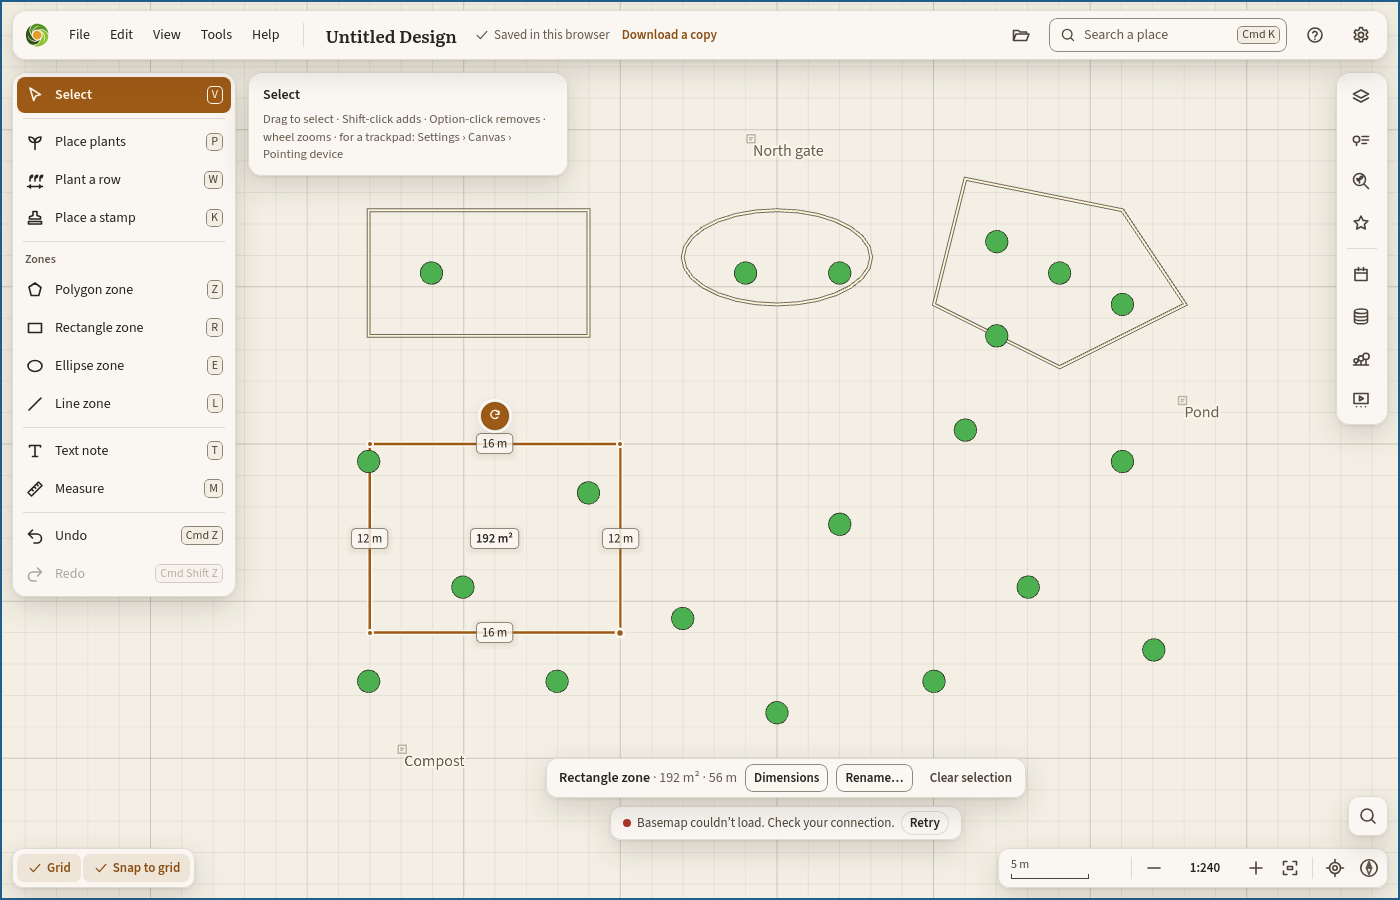 File Edit View Tools Help
Untitled Design
Saved in this browser
Download a copy
Search a place
Cmd K
Select V
Place plants P
Plant a row W
Place a stamp K
Zones
Polygon zone Z
Rectangle zone R
Ellipse zone E
Line zone L
Text note T
Measure M
Undo Cmd Z
Redo Cmd Shift Z
Select
Drag to select · Shift-click adds · Option-click removes ·
wheel zooms · for a trackpad: Settings › Canvas ›
Pointing device
North gate
Pond
16 m
12 m
192 m²
12 m
16 m
Compost
Rectangle zone · 192 m² · 56 m
Dimensions
Rename…
Clear selection
Basemap couldn’t load. Check your connection.
Retry
Grid
Snap to grid
5 m
1:240